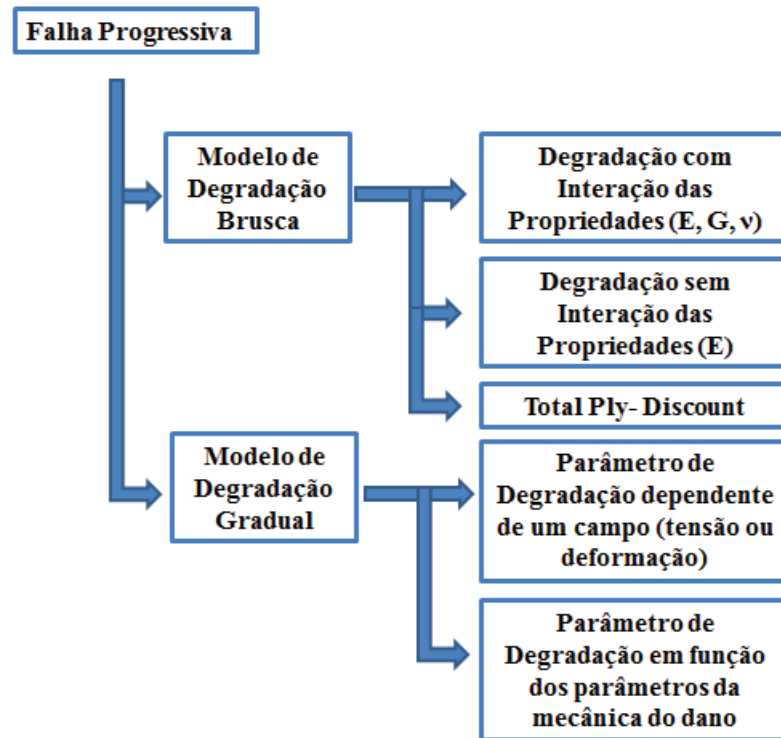 Falha Progressiva
Modelo de
Degradação
Brusca
Degradação com
Interação das
Propriedades (E, G, ν)
Degradação sem
Interação das
Propriedades (E)
Total Ply- Discount
Modelo de
Degradação
Gradual
Parâmetro de
Degradação dependente
de um campo (tensão ou
deformação)
Parâmetro de
Degradação em função
dos parâmetros da
mecânica do dano